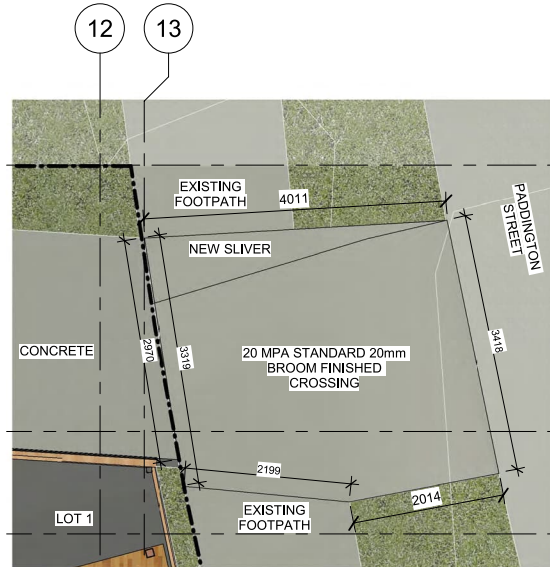 12
13
EXISTING
FOOTPATH
4011
PADDINGTON
STREET
NEW SLIVER
2970
3319
3418
CONCRETE
20 MPA STANDARD 20mm
BROOM FINISHED
CROSSING
2199
2014
LOT 1
EXISTING
FOOTPATH